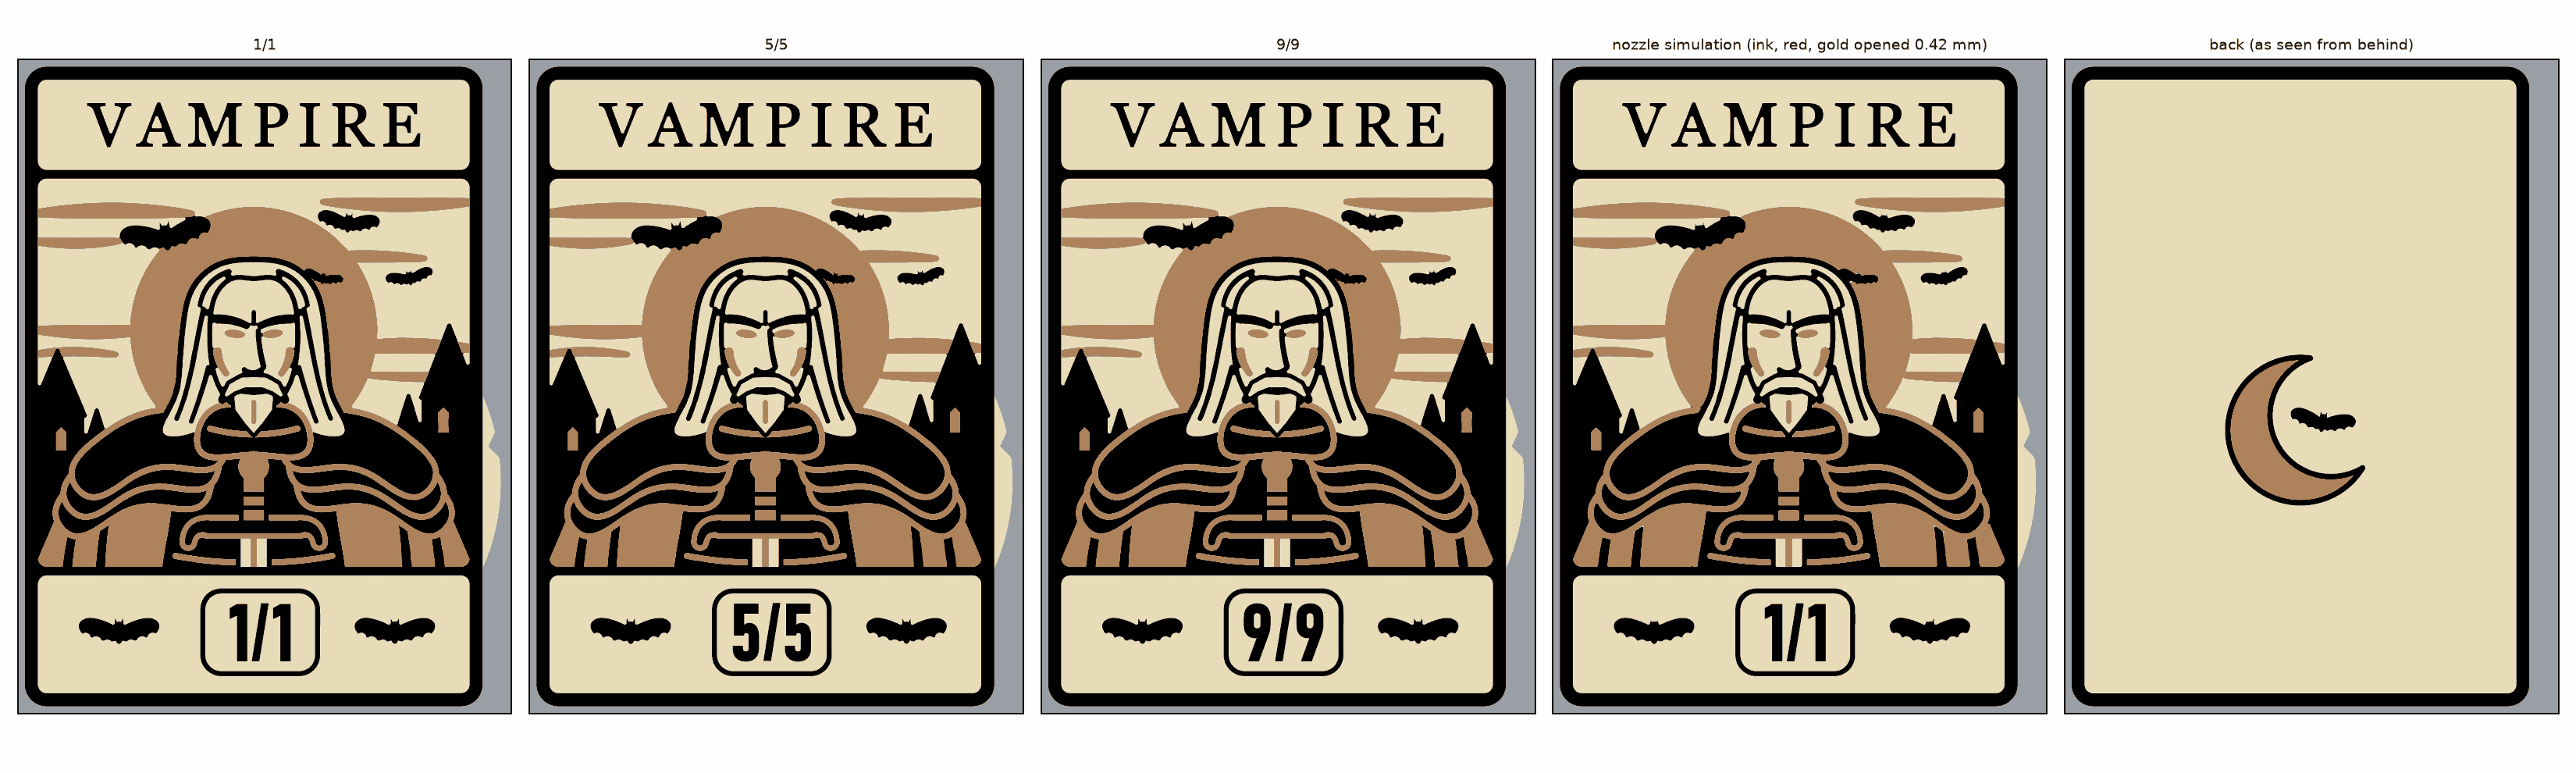 1/1
5/5
9/9
nozzle simulation (ink, red, gold opened 0.42 mm)
back (as seen from behind)
VAMPIRE
VAMPIRE
VAMPIRE
VAMPIRE
1/1
5/5
9/9
1/1